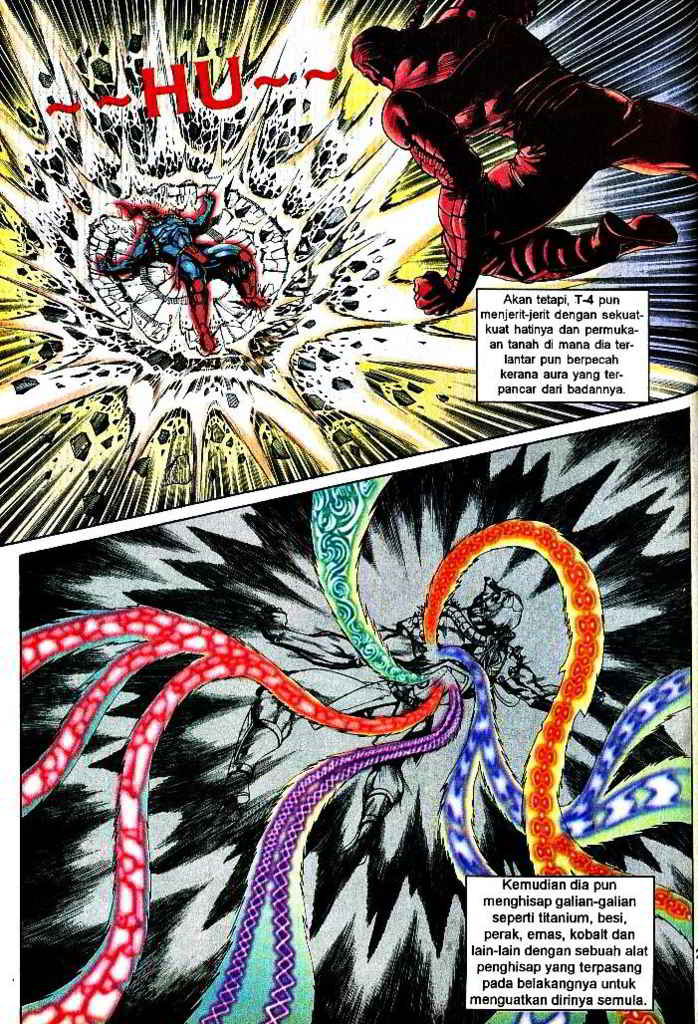 ~~HU~~
Akan tetapi, T-4 pun
menjerit-jerit dengan sekuat-
kuat hatinya dan permuka-
an tanah di mana dia ter-
lantar pun berpecah
kerana aura yang ter-
pancar dari badannya.
Kemudian dia pun
menghisap galian-galian
seperti titanium, besi,
perak, emas, kobalt dan
lain-lain dengan sebuah alat
penghisap yang terpasang
pada belakangnya untuk
menguatkan dirinya semula.